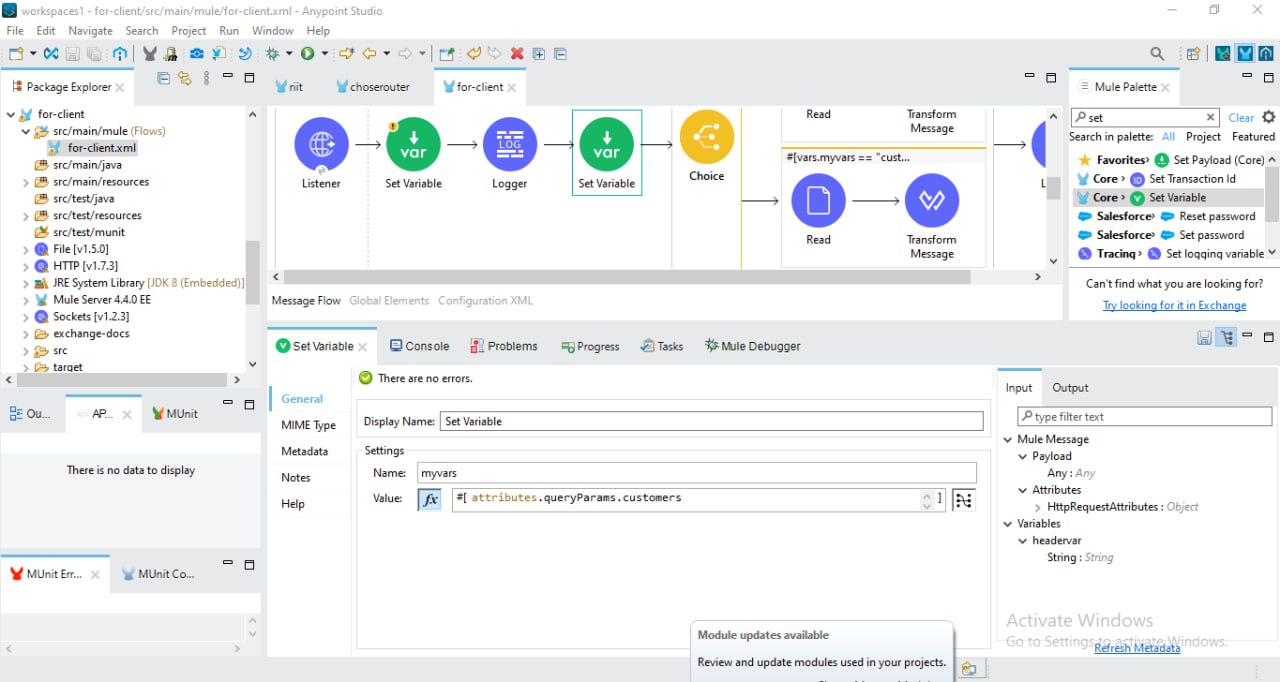 workspaces1 - for-client/src/main/mule/for-client.xml - Anypoint Studio
File Edit Navigate Search Project Run Window Help
Package Explorer
for-client
src/main/mule (Flows)
for-client.xml
src/main/java
src/main/resources
src/test/java
src/test/resources
src/test/munit
File [v1.5.0]
HTTP [v1.7.3]
JRE System Library [JDK 8 (Embedded)]
Mule Server 4.4.0 EE
Sockets [v1.2.3]
exchange-docs
src
target
Ou... AP... MUnit
There is no data to display
MUnit Err... MUnit Co...
riit choserouter for-client
Listener
var
Set Variable
LOG
Logger
var
Set Variable
Choice
Read
Transform
Message
#[vars.myvars == "cust...
Read
Transform
Message
Message Flow Global Elements Configuration XML
Mule Palette
set Clear
Search in palette: All Project Featured
Favorites> Set Payload (Core)
Core > Set Transaction Id
Core > Set Variable
Salesforce> Reset password
Salesforce> Set password
Tracing> Set logging variable
Can't find what you are looking for?
Try looking for it in Exchange
Set Variable Console Problems Progress Tasks Mule Debugger
There are no errors.
General
MIME Type
Metadata
Notes
Help
Display Name: Set Variable
Settings
Name: myvars
Value: fx #[ attributes.queryParams.customers ]
Input Output
type filter text
Mule Message
Payload
Any : Any
Attributes
HttpRequestAttributes : Object
Variables
headervar
String : String
Activate Windows
Go to Settings to activate Windows.
Refresh Metadata
Module updates available
Review and update modules used in your projects.